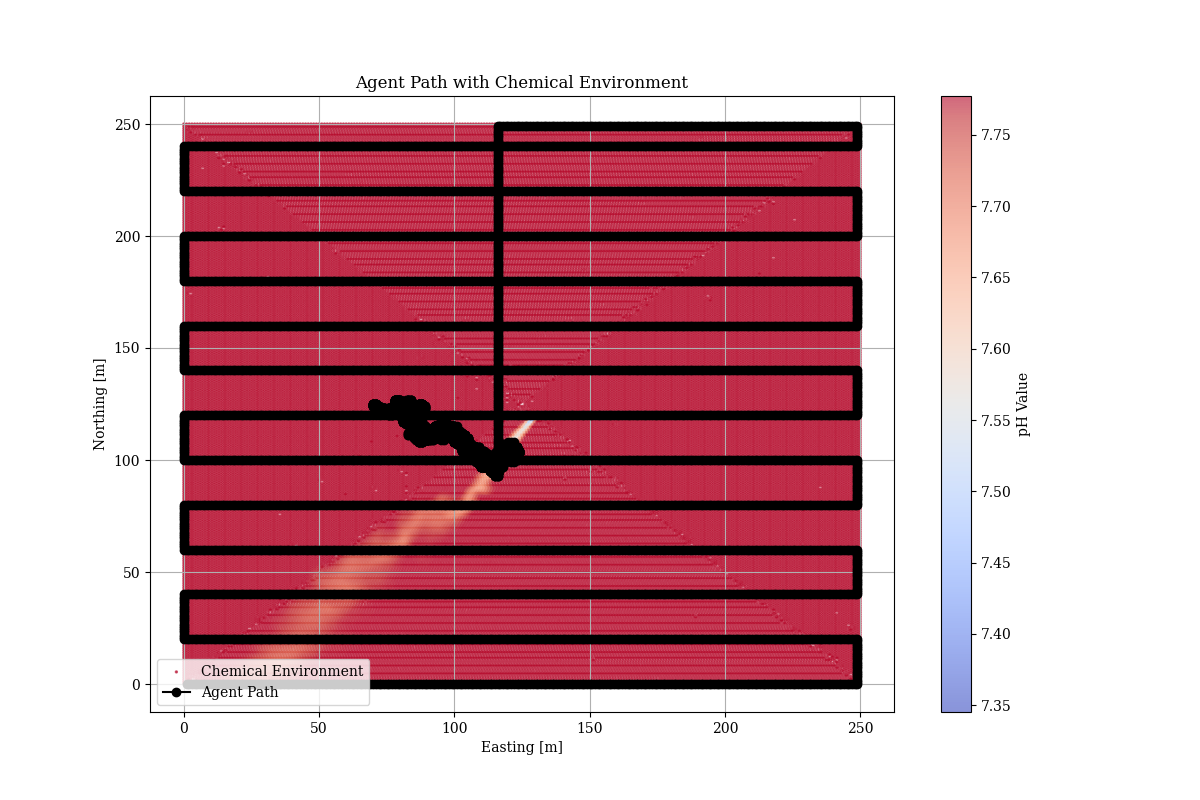 Agent Path with Chemical Environment
250
200
150
100
50
0
Northing [m]
0 50 100 150 200 250
Easting [m]
Chemical Environment
Agent Path
7.75
7.70
7.65
7.60
7.55
7.50
7.45
7.40
7.35
pH Value